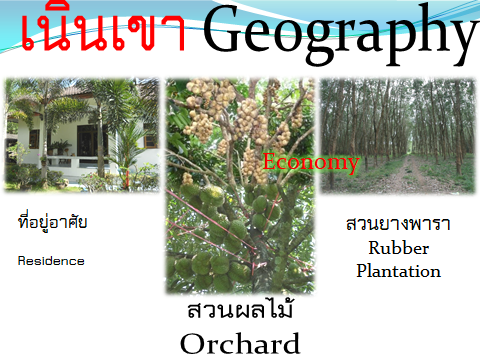 เนินเขา Geography
Economy
ที่อยู่อาศัย
Residence
สวนผลไม้
Orchard
สวนยางพารา
Rubber
Plantation